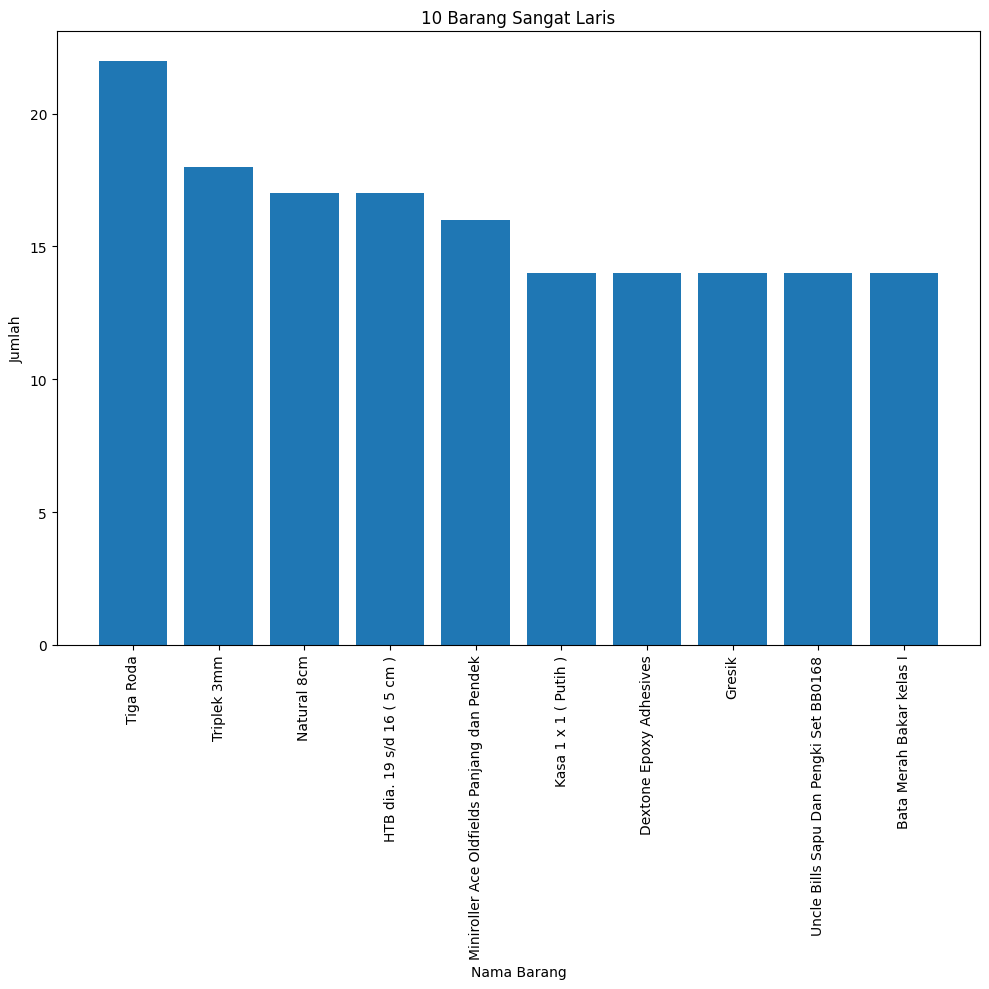 10 Barang Sangat Laris
Jumlah
20
15
10
5
0
Tiga Roda
Triplek 3mm
Natural 8cm
HTB dia. 19 s/d 16 ( 5 cm )
Miniroller Ace Oldfields Panjang dan Pendek
Kasa 1 x 1 ( Putih )
Dextone Epoxy Adhesives
Gresik
Uncle Bills Sapu Dan Pengki Set BB0168
Bata Merah Bakar kelas I
Nama Barang